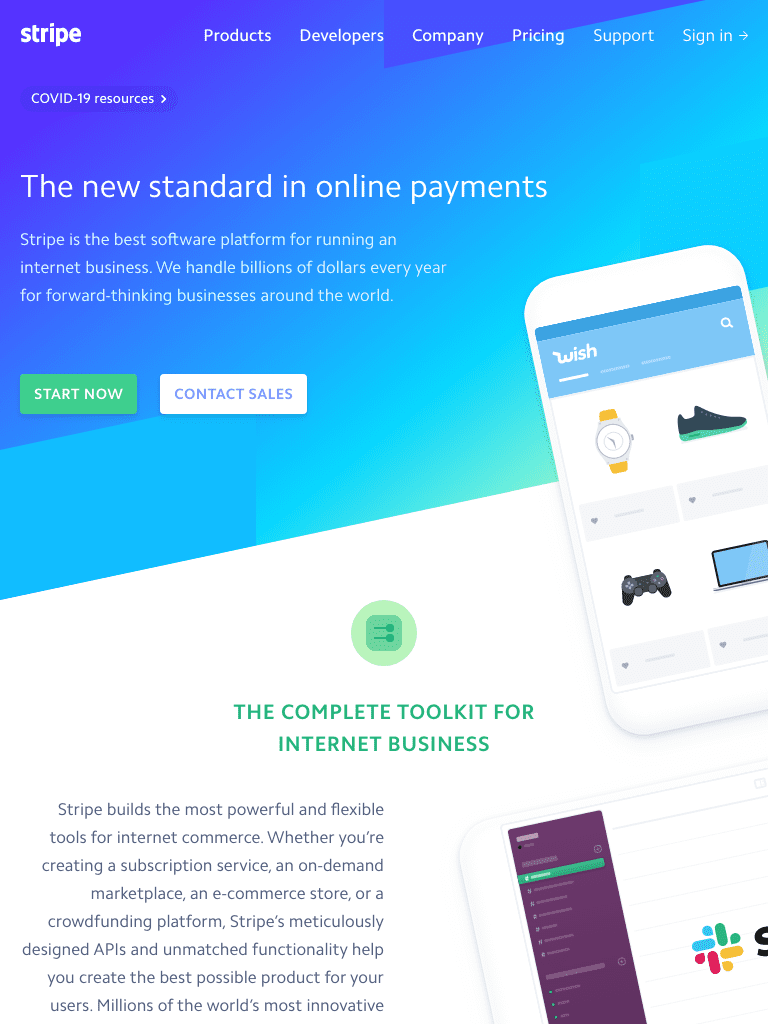 stripe
Products Developers Company Pricing Support Sign in →
COVID-19 resources ›
The new standard in online payments
Stripe is the best software platform for running an
internet business. We handle billions of dollars every year
for forward-thinking businesses around the world.
wish
START NOW CONTACT SALES
THE COMPLETE TOOLKIT FOR
INTERNET BUSINESS
Stripe builds the most powerful and flexible
tools for internet commerce. Whether you’re
creating a subscription service, an on-demand
marketplace, an e-commerce store, or a
crowdfunding platform, Stripe’s meticulously
designed APIs and unmatched functionality help
you create the best possible product for your
users. Millions of the world’s most innovative